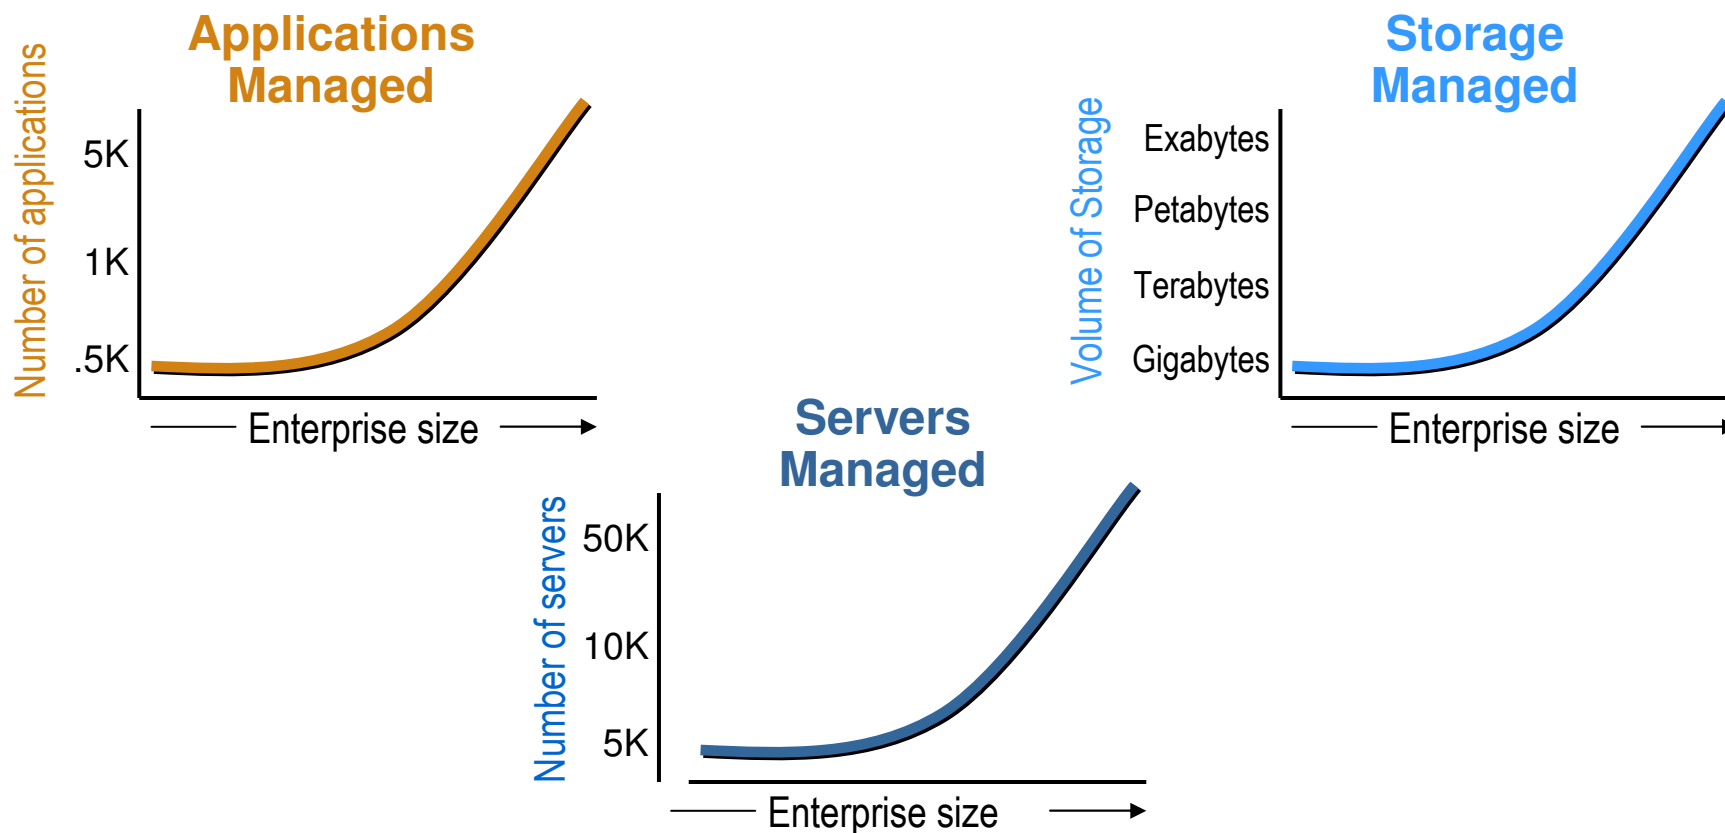 Applications
Managed
Number of applications
5K
1K
.5K
Enterprise size
Storage
Managed
Volume of Storage
Exabytes
Petabytes
Terabytes
Gigabytes
Enterprise size
Servers
Managed
Number of servers
50K
10K
5K
Enterprise size